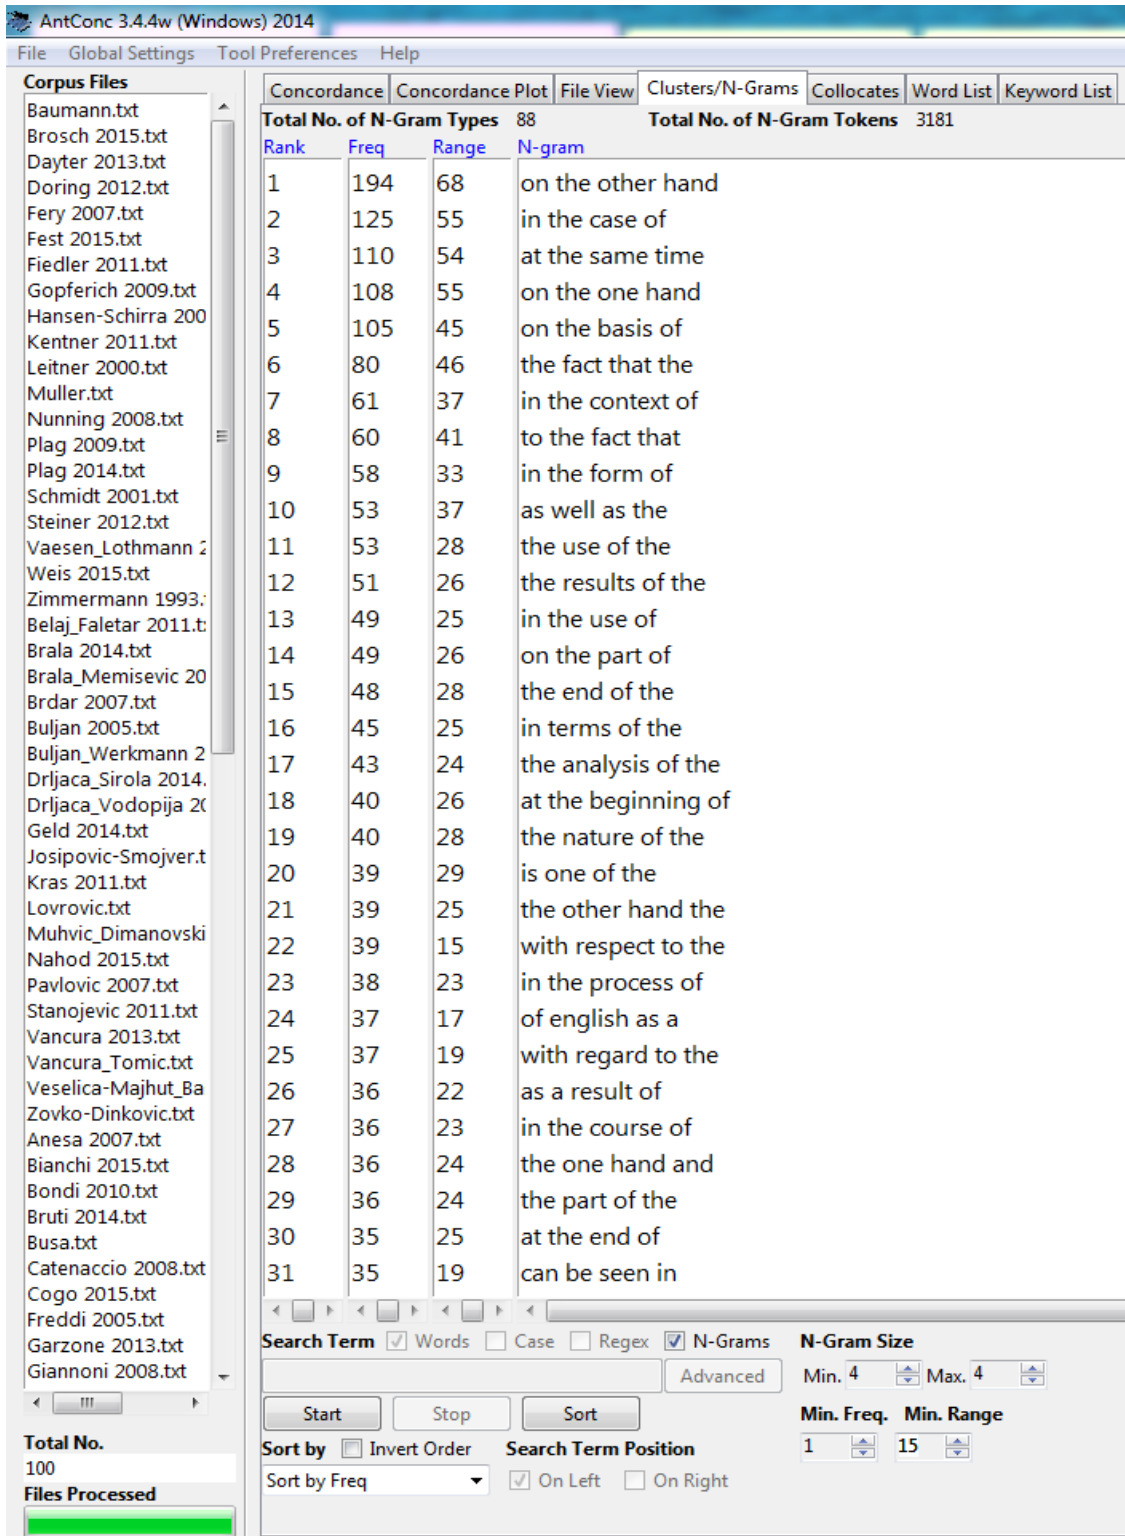 AntConc 3.4.4w (Windows) 2014
File Global Settings Tool Preferences Help
Corpus Files
Baumann.txt
Brosch 2015.txt
Dayter 2013.txt
Doring 2012.txt
Fery 2007.txt
Fest 2015.txt
Fiedler 2011.txt
Gopferich 2009.txt
Hansen-Schirra 200
Kentner 2011.txt
Leitner 2000.txt
Muller.txt
Nunning 2008.txt
Plag 2009.txt
Plag 2014.txt
Schmidt 2001.txt
Steiner 2012.txt
Vaesen_Lothmann 2
Weis 2015.txt
Zimmermann 1993.
Belaj_Faletar 2011.t
Brala 2014.txt
Brala_Memisevic 20
Brdar 2007.txt
Buljan 2005.txt
Buljan_Werkmann 2
Drljaca_Sirola 2014.
Drljaca_Vodopija 20
Geld 2014.txt
Josipovic-Smojver.t
Kras 2011.txt
Lovrovic.txt
Muhvic_Dimanovski
Nahod 2015.txt
Pavlovic 2007.txt
Stanojevic 2011.txt
Vancura 2013.txt
Vancura_Tomic.txt
Veselica-Majhut_Ba
Zovko-Dinkovic.txt
Anesa 2007.txt
Bianchi 2015.txt
Bondi 2010.txt
Bruti 2014.txt
Busa.txt
Catenaccio 2008.txt
Cogo 2015.txt
Freddi 2005.txt
Garzone 2013.txt
Giannoni 2008.txt
Total No.
100
Files Processed
Concordance Concordance Plot File View Clusters/N-Grams Collocates Word List Keyword List
Total No. of N-Gram Types 88 Total No. of N-Gram Tokens 3181
Rank Freq Range N-gram
1 194 68 on the other hand
2 125 55 in the case of
3 110 54 at the same time
4 108 55 on the one hand
5 105 45 on the basis of
6 80 46 the fact that the
7 61 37 in the context of
8 60 41 to the fact that
9 58 33 in the form of
10 53 37 as well as the
11 53 28 the use of the
12 51 26 the results of the
13 49 25 in the use of
14 49 26 on the part of
15 48 28 the end of the
16 45 25 in terms of the
17 43 24 the analysis of the
18 40 26 at the beginning of
19 40 28 the nature of the
20 39 29 is one of the
21 39 25 the other hand the
22 39 15 with respect to the
23 38 23 in the process of
24 37 17 of english as a
25 37 19 with regard to the
26 36 22 as a result of
27 36 23 in the course of
28 36 24 the one hand and
29 36 24 the part of the
30 35 25 at the end of
31 35 19 can be seen in
Search Term Words Case Regex N-Grams N-Gram Size
Advanced Min. 4 Max. 4
Start Stop Sort Min. Freq. Min. Range
1 15
Sort by Invert Order Search Term Position
Sort by Freq On Left On Right